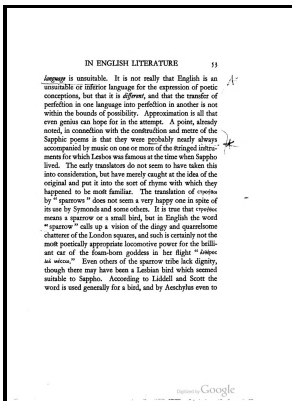 IN ENGLISH LITERATURE 53
language is unsuitable. It is not really that English is an
unsuitable or inferior language for the expression of poetic
conceptions, but that it is different, and that the transfer of
perfection in one language into perfection in another is not
within the bounds of possibility. Approximation is all that
even genius can hope for in the attempt. A point, already
noted, in connection with the construction and metre of the
Sapphic poems is that they were probably nearly always
accompanied by music on one or more of the stringed instru-
ments for which Lesbos was famous at the time when Sappho
lived. The early translators do not seem to have taken this
into consideration, but have merely caught at the idea of the
original and put it into the sort of rhyme with which they
happened to be most familiar. The translation of στροῦθοι
by "sparrows" does not seem a very happy one in spite of
its use by Symonds and some others. It is true that στροῦθος
means a sparrow or a small bird, but in English the word
"sparrow" calls up a vision of the dingy and quarrelsome
chatterer of the London squares, and such is certainly not the
most poetically appropriate locomotive power for the brilli-
ant car of the foam-born goddess in her flight "
." Even others of the sparrow tribe lack dignity,
though there may have been a Lesbian bird which seemed
suitable to Sappho. According to Liddell and Scott the
word is used generally for a bird, and by Aeschylus even to
Digitized by Google